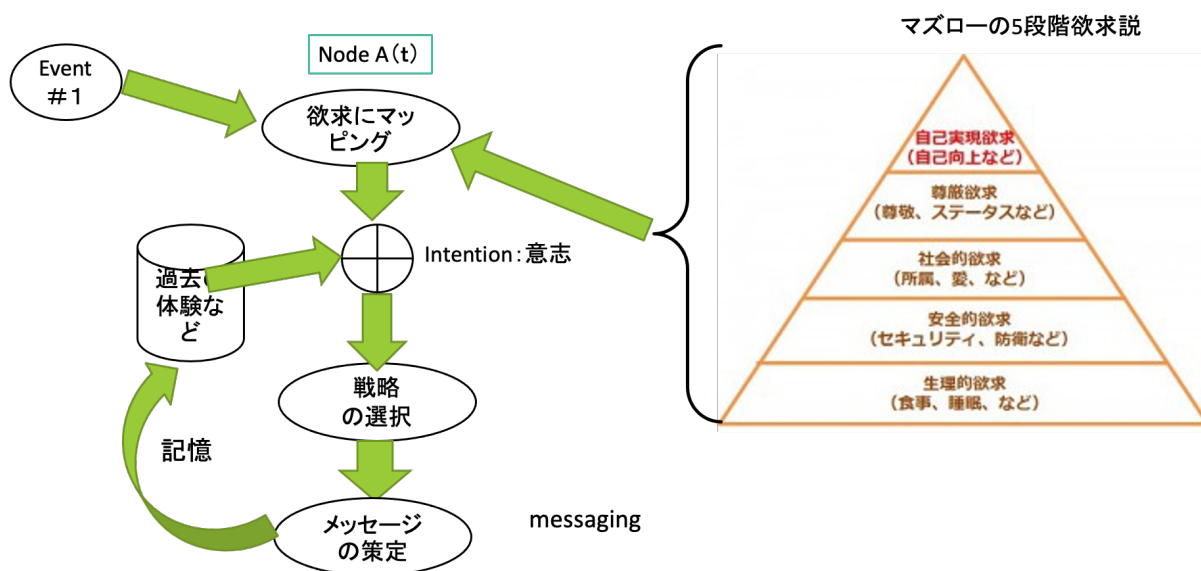 マズローの5段階欲求説
Node A(t)
Event
#1
欲求にマッ
ピング
Intention:意志
過去の
体験な
ど
戦略
の選択
記憶
メッセージ
の策定
messaging
自己実現欲求
(自己向上など)
尊厳欲求
(尊敬、ステータスなど)
社会的欲求
(所属、愛、など)
安全的欲求
(セキュリティ、防衛など)
生理的欲求
(食事、睡眠、など)